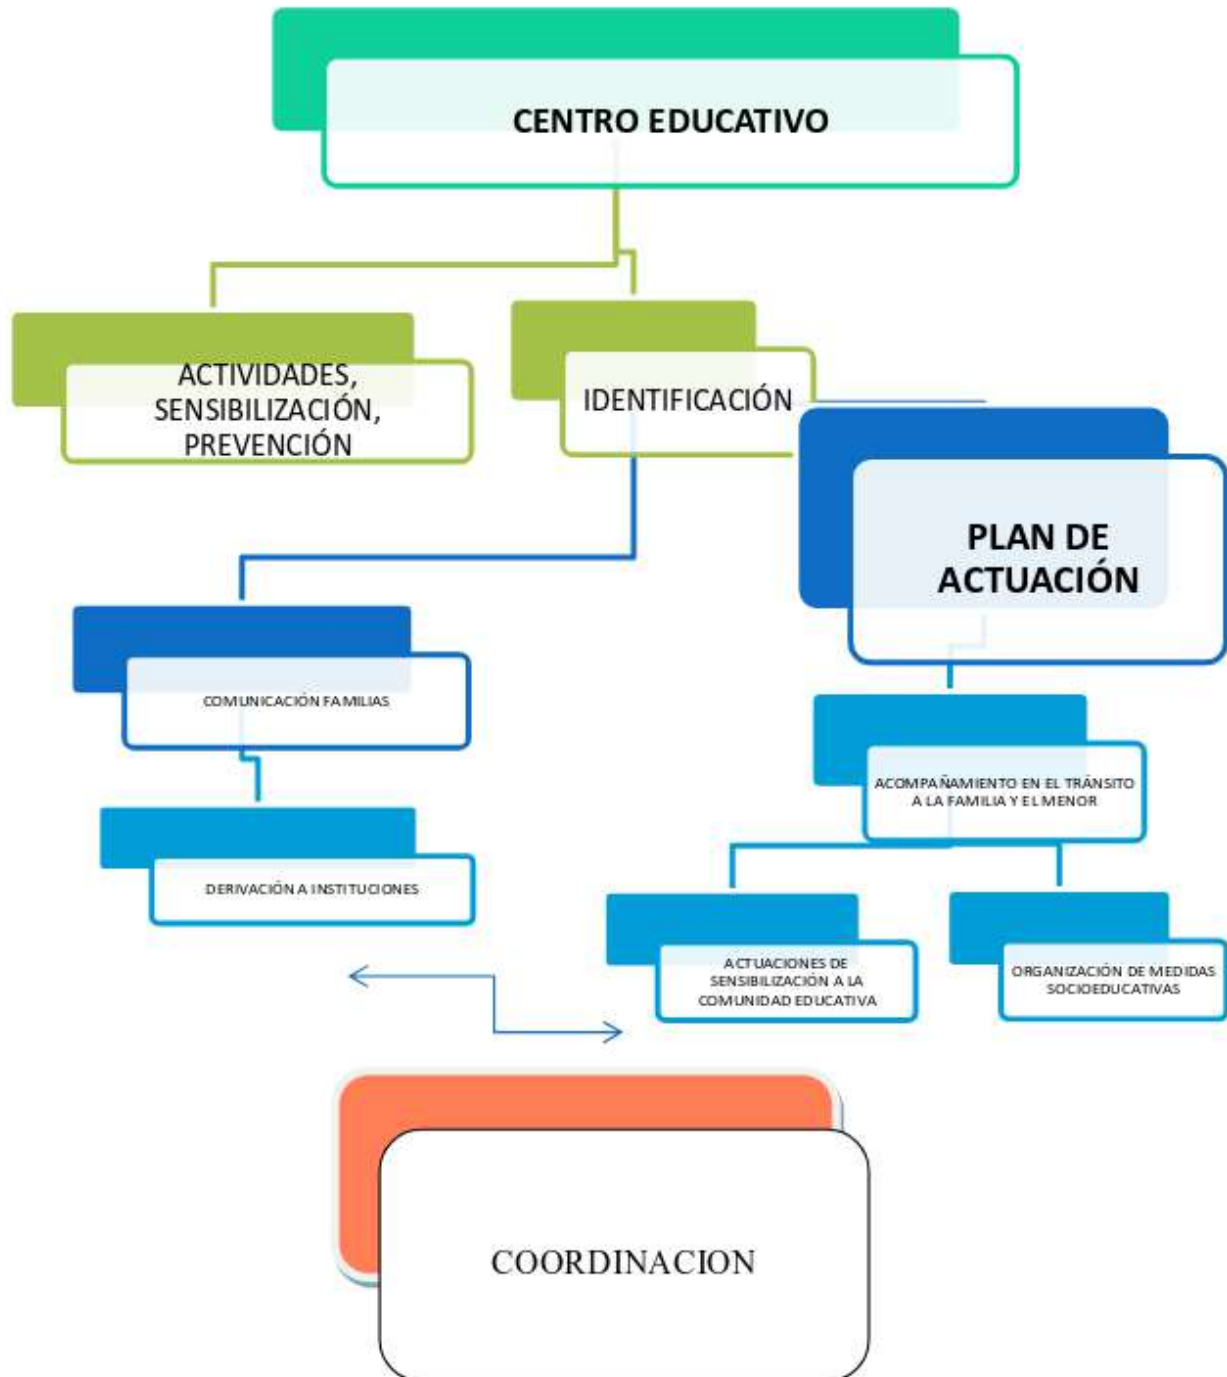 CENTRO EDUCATIVO
ACTIVIDADES,
SENSIBILIZACIÓN,
PREVENCIÓN
IDENTIFICACIÓN
PLAN DE
ACTUACIÓN
COMUNICACIÓN FAMILIAS
ACOMPAÑAMIENTO EN EL TRÁNSITO
A LA FAMILIA Y EL MENOR
DERIVACIÓN A INSTITUCIONES
ACTUACIONES DE
SENSIBILIZACIÓN A LA
COMUNIDAD EDUCATIVA
ORGANIZACIÓN DE MEDIDAS
SOCIOEDUCATIVAS
COORDINACION